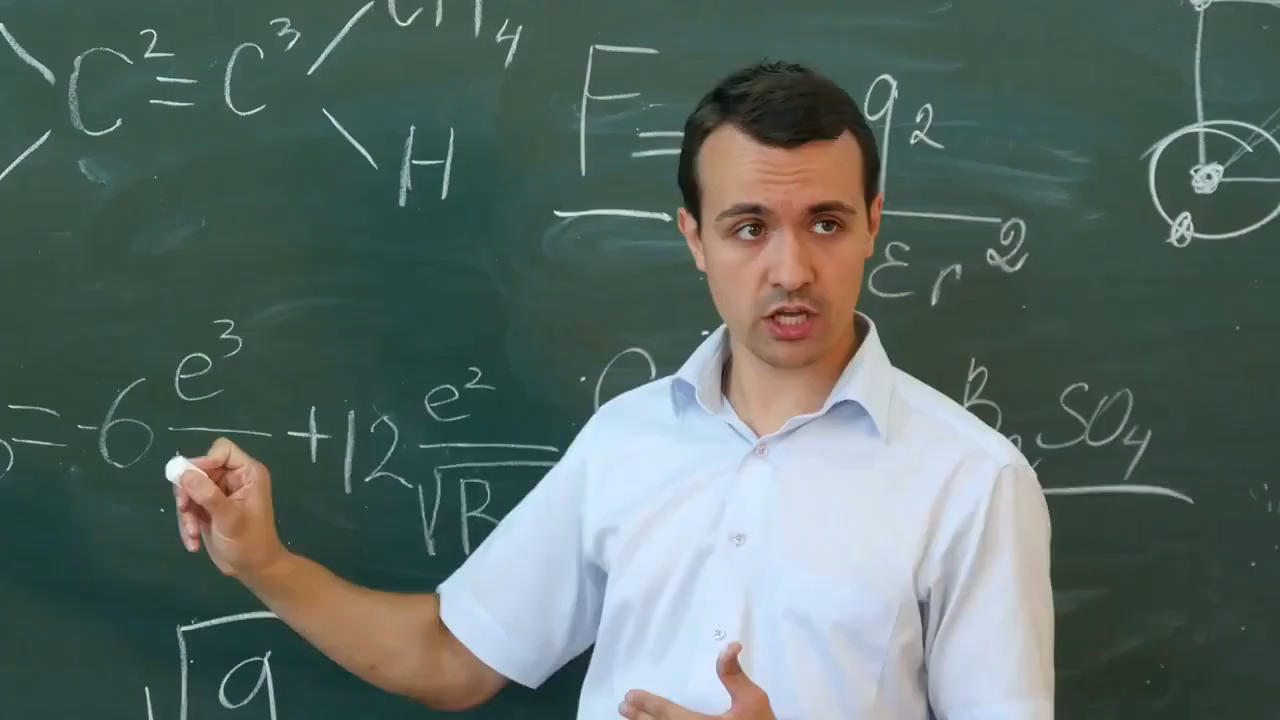 C² = C³ CH₄
H
F = q₂
εr²
= -6 e³ + 12 e²
√R
SO₄
√q